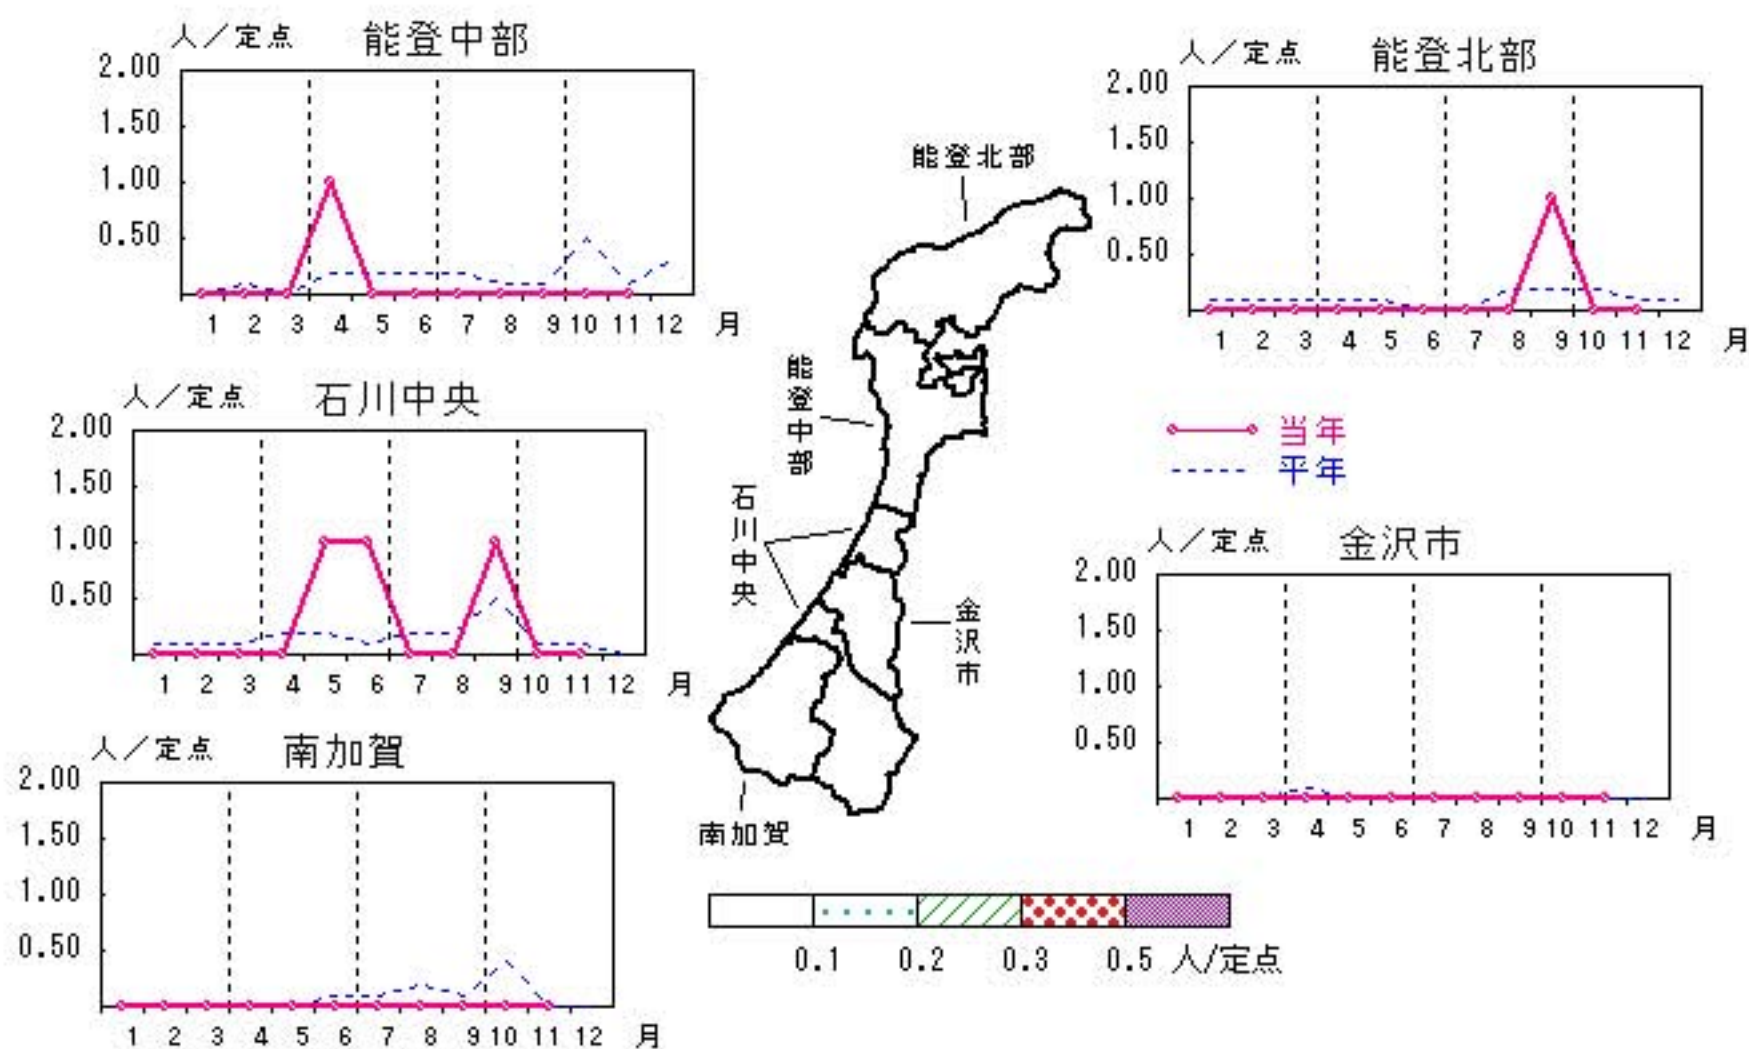 人／定点 能登中部
2.00
1.50
1.00
0.50
1 2 3 4 5 6 7 8 9 10 11 12 月
人／定点 能登北部
2.00
1.50
1.00
0.50
1 2 3 4 5 6 7 8 9 10 11 12 月
人／定点 石川中央
2.00
1.50
1.00
0.50
1 2 3 4 5 6 7 8 9 10 11 12 月
能登北部
能登中部
石川中央
金沢市
南加賀
当年
平年
人／定点 金沢市
2.00
1.50
1.00
0.50
1 2 3 4 5 6 7 8 9 10 11 12 月
人／定点 南加賀
2.00
1.50
1.00
0.50
1 2 3 4 5 6 7 8 9 10 11 12 月
0.1 0.2 0.3 0.5 人/定点